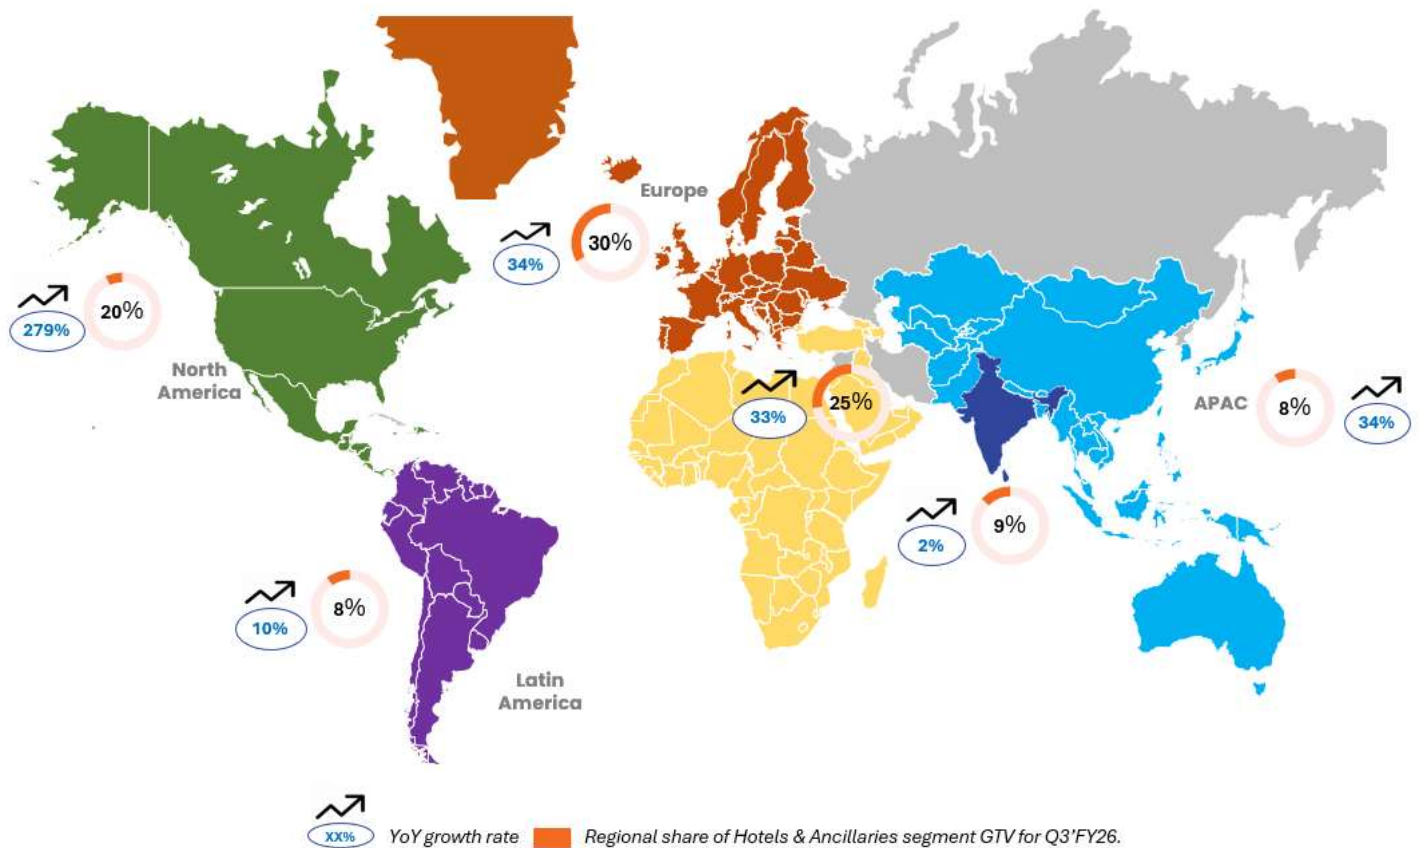 Europe
34%
30%
279%
20%
North
America
33%
25%
APAC
8%
34%
2%
9%
10%
8%
Latin
America
XX% YoY growth rate Regional share of Hotels & Ancillaries segment GTV for Q3'FY26.